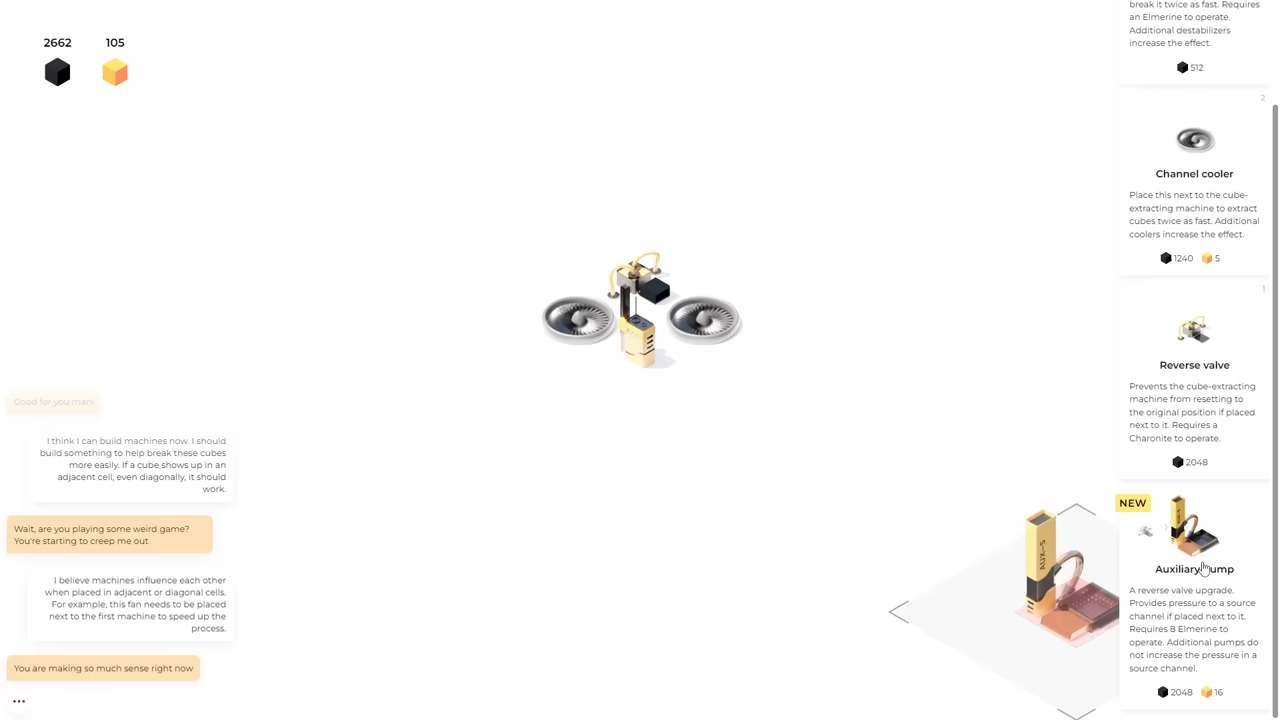 2662
105
Good for you man!
I think I can build machines now. I should
build something to help break these cubes
more easily. If a cube shows up in an
adjacent cell, even diagonally, it should
work.
Wait, are you playing some weird game?
You're starting to creep me out
I believe machines influence each other
when placed in adjacent or diagonal cells.
For example, this fan needs to be placed
next to the first machine to speed up the
process.
You are making so much sense right now
•••
AUX-S
break it twice as fast. Requires
an Elmerine to operate.
Additional destabilizers
increase the effect.
512
2
Channel cooler
Place this next to the cube-
extracting machine to extract
cubes twice as fast. Additional
coolers increase the effect.
1240 5
1
Reverse valve
Prevents the cube-extracting
machine from resetting to
the original position if placed
next to it. Requires a
Charonite to operate.
2048
NEW
Auxiliary pump
A reverse valve upgrade.
Provides pressure to a source
channel if placed next to it.
Requires 8 Elmerine to
operate. Additional pumps do
not increase the pressure in a
source channel.
2048 16